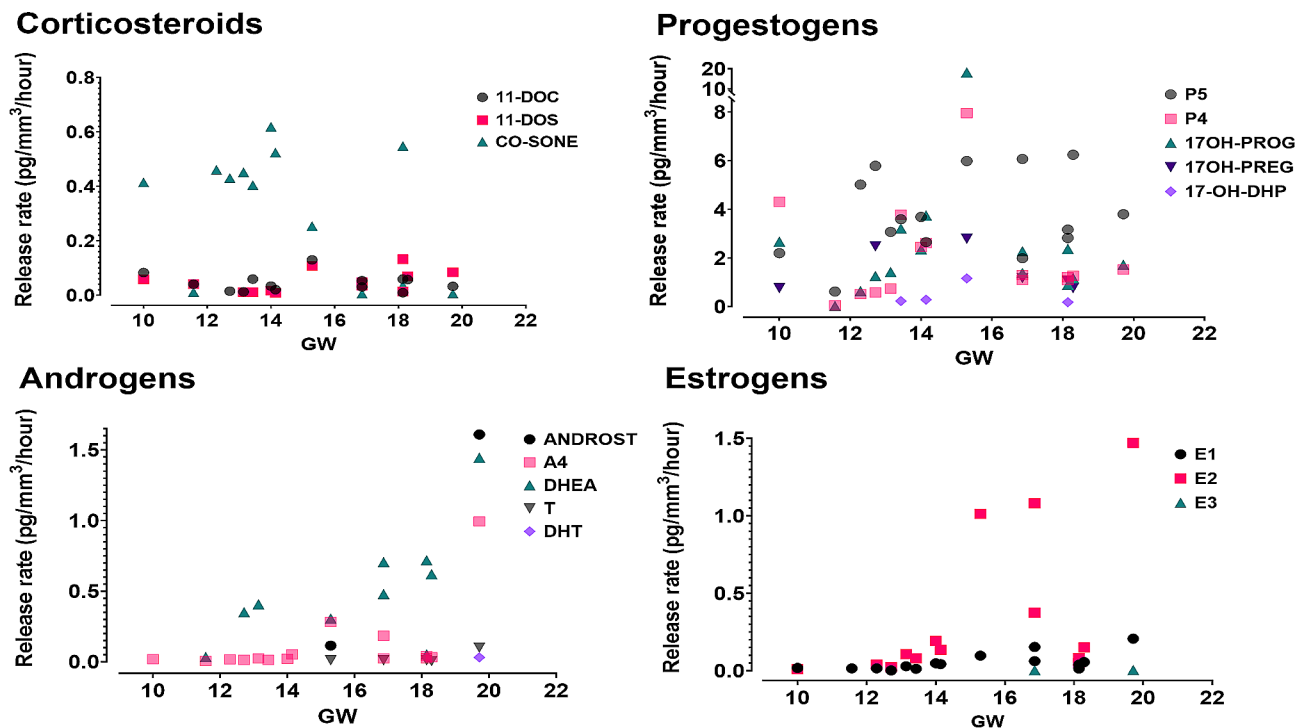 Corticosteroids
Release rate (pg/mm³/hour)
0.8
0.6
0.4
0.2
0.0
10
12
14
16
18
20
22
GW
11-DOC
11-DOS
CO-SONE
Progestogens
Release rate (pg/mm³/hour)
20
10
8
6
4
2
0
10
12
14
16
18
20
22
GW
P5
P4
17OH-PROG
17OH-PREG
17-OH-DHP
Androgens
Release rate (pg/mm³/hour)
1.5
1.0
0.5
0.0
10
12
14
16
18
20
22
GW
ANDROST
A4
DHEA
T
DHT
Estrogens
Release rate (pg/mm³/hour)
1.5
1.0
0.5
0.0
10
12
14
16
18
20
22
GW
E1
E2
E3